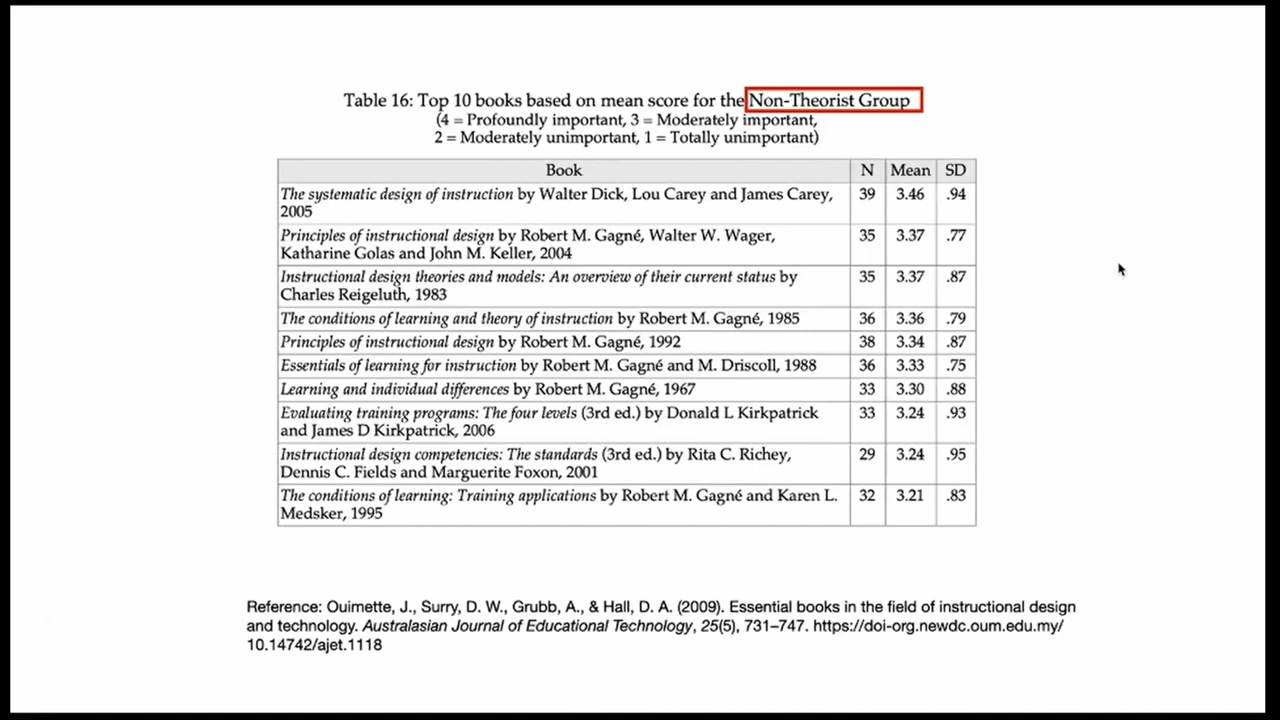 Table 16: Top 10 books based on mean score for the Non-Theorist Group
(4 = Profoundly important, 3 = Moderately important,
2 = Moderately unimportant, 1 = Totally unimportant)
Book N Mean SD
The systematic design of instruction by Walter Dick, Lou Carey and James Carey, 39 3.46 .94
2005
Principles of instructional design by Robert M. Gagné, Walter W. Wager, 35 3.37 .77
Katharine Golas and John M. Keller, 2004
Instructional design theories and models: An overview of their current status by 35 3.37 .87
Charles Reigeluth, 1983
The conditions of learning and theory of instruction by Robert M. Gagné, 1985 36 3.36 .79
Principles of instructional design by Robert M. Gagné, 1992 38 3.34 .87
Essentials of learning for instruction by Robert M. Gagné and M. Driscoll, 1988 36 3.33 .75
Learning and individual differences by Robert M. Gagné, 1967 33 3.30 .88
Evaluating training programs: The four levels (3rd ed.) by Donald L Kirkpatrick 33 3.24 .93
and James D Kirkpatrick, 2006
Instructional design competencies: The standards (3rd ed.) by Rita C. Richey, 29 3.24 .95
Dennis C. Fields and Marguerite Foxon, 2001
The conditions of learning: Training applications by Robert M. Gagné and Karen L. 32 3.21 .83
Medsker, 1995
Reference: Ouimette, J., Surry, D. W., Grubb, A., & Hall, D. A. (2009). Essential books in the field of instructional design
and technology. Australasian Journal of Educational Technology, 25(5), 731–747. https://doi-org.newdc.oum.edu.my/
10.14742/ajet.1118